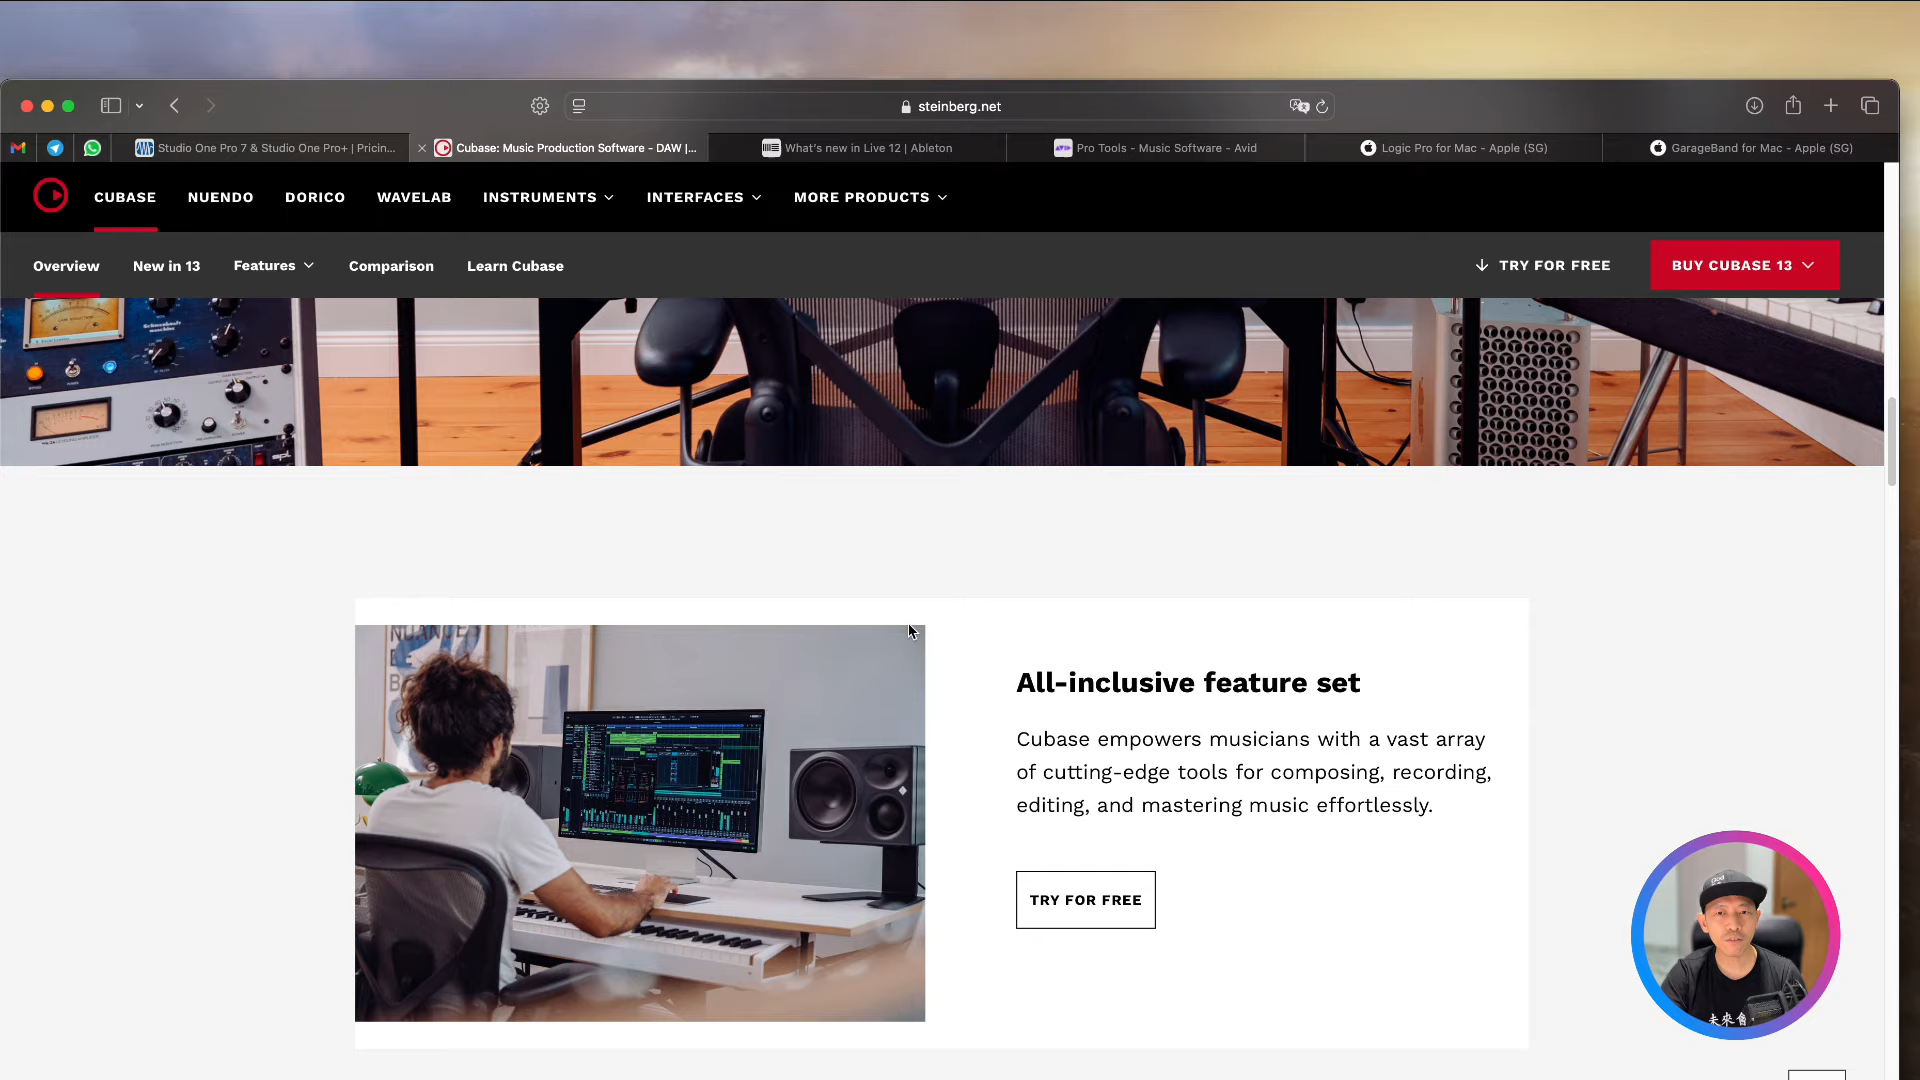 steinberg.net
Studio One Pro 7 & Studio One Pro+ | Pricin...
Cubase: Music Production Software - DAW |...
What's new in Live 12 | Ableton
Pro Tools - Music Software - Avid
Logic Pro for Mac - Apple (SG)
GarageBand for Mac - Apple (SG)
CUBASE
NUENDO
DORICO
WAVELAB
INSTRUMENTS
INTERFACES
MORE PRODUCTS
Overview
New in 13
Features
Comparison
Learn Cubase
TRY FOR FREE
BUY CUBASE 13
All-inclusive feature set
Cubase empowers musicians with a vast array
of cutting-edge tools for composing, recording,
editing, and mastering music effortlessly.
TRY FOR FREE
未來會